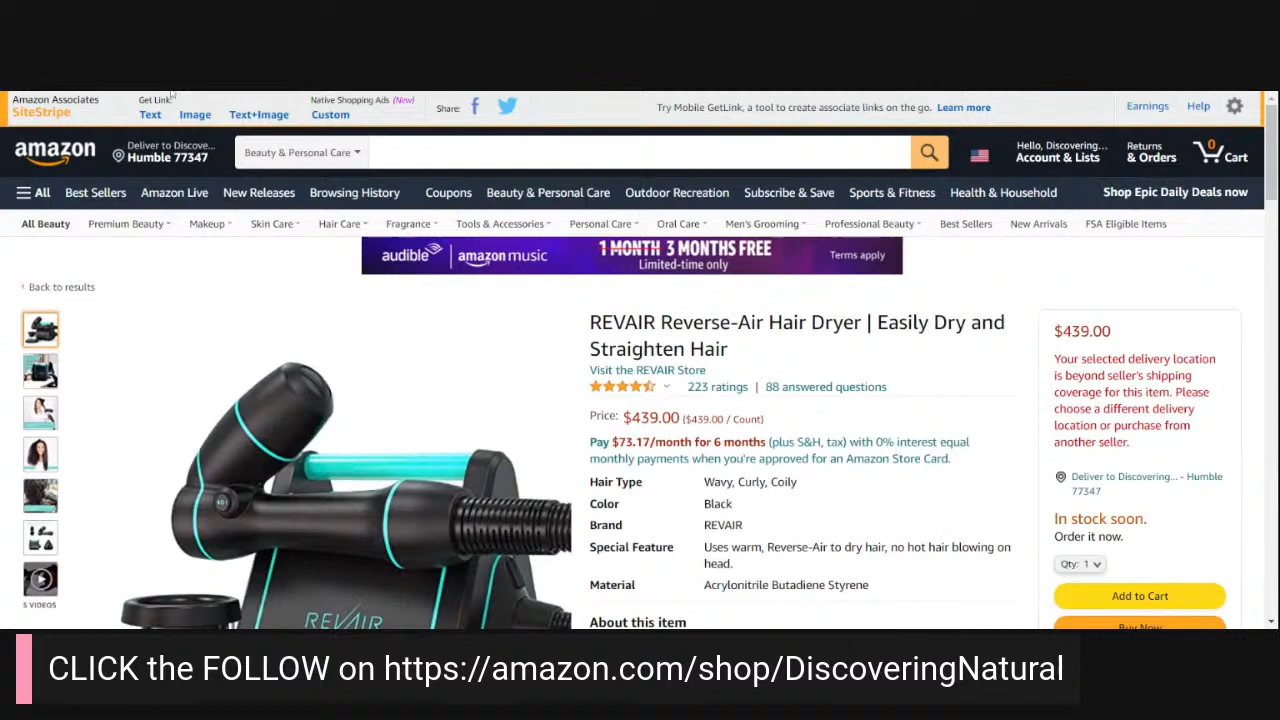 Amazon Associates
SiteStripe
Get Link:
Text Image Text+Image
Native Shopping Ads (New)
Custom
Share:
Try Mobile GetLink, a tool to create associate links on the go. Learn more
Earnings Help
amazon
Deliver to Discove...
Humble 77347
Beauty & Personal Care
Hello, Discovering...
Account & Lists
Returns
& Orders
0
Cart
All Best Sellers Amazon Live New Releases Browsing History Coupons Beauty & Personal Care Outdoor Recreation Subscribe & Save Sports & Fitness Health & Household Shop Epic Daily Deals now
All Beauty Premium Beauty Makeup Skin Care Hair Care Fragrance Tools & Accessories Personal Care Oral Care Men's Grooming Professional Beauty Best Sellers New Arrivals FSA Eligible Items
audible | amazon music
1 MONTH 3 MONTHS FREE
Limited-time only
Terms apply
‹ Back to results
REVAIR Reverse-Air Hair Dryer | Easily Dry and
Straighten Hair
Visit the REVAIR Store
223 ratings | 88 answered questions
Price: $439.00 ($439.00 / Count)
Pay $73.17/month for 6 months (plus S&H, tax) with 0% interest equal
monthly payments when you're approved for an Amazon Store Card.
Hair Type Wavy, Curly, Coily
Color Black
Brand REVAIR
Special Feature Uses warm, Reverse-Air to dry hair, no hot hair blowing on
head.
Material Acrylonitrile Butadiene Styrene
About this item
5 VIDEOS
REVAIR
$439.00
Your selected delivery location
is beyond seller's shipping
coverage for this item. Please
choose a different delivery
location or purchase from
another seller.
Deliver to Discovering... - Humble
77347
In stock soon.
Order it now.
Qty: 1
Add to Cart
Buy Now
CLICK the FOLLOW on https://amazon.com/shop/DiscoveringNatural